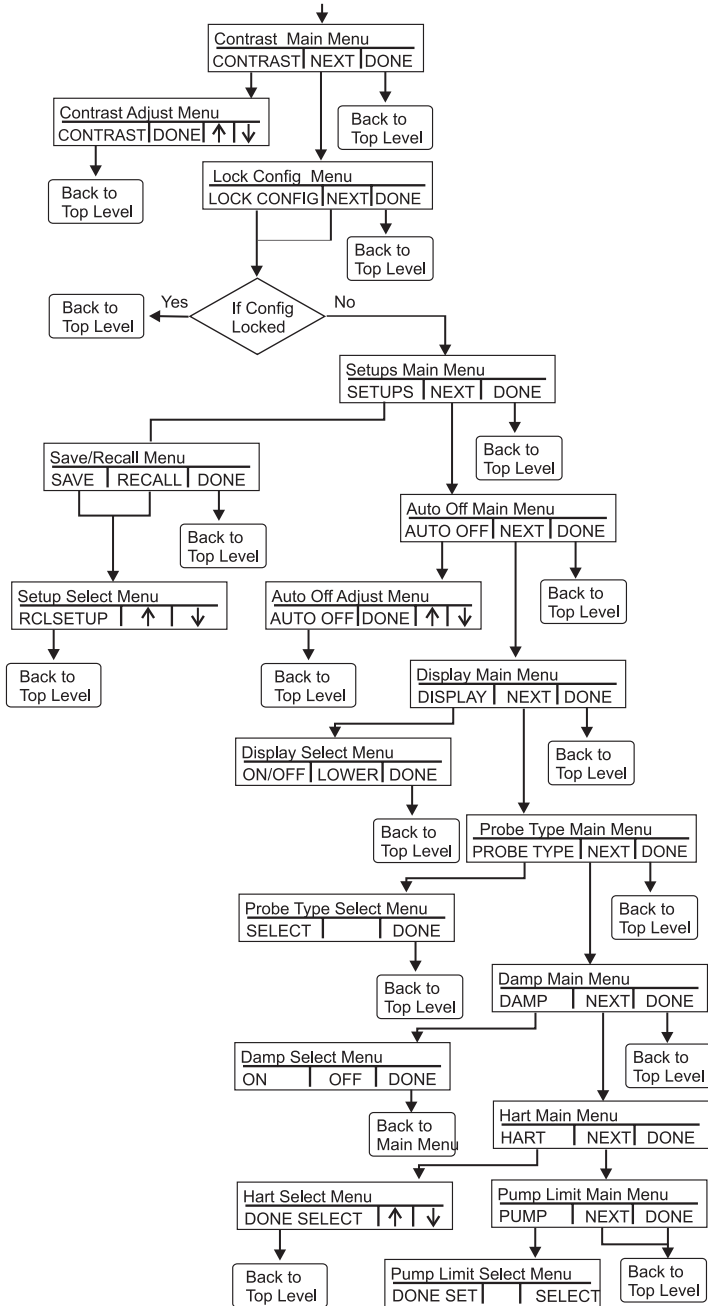 Contrast Main Menu
CONTRAST NEXT DONE
Contrast Adjust Menu
CONTRAST DONE ↑ ↓
Back to
Top Level
Back to
Top Level
Lock Config Menu
LOCK CONFIG NEXT DONE
Back to
Top Level
If Config
Locked
Yes
Back to
Top Level
No
Setups Main Menu
SETUPS NEXT DONE
Back to
Top Level
Save/Recall Menu
SAVE RECALL DONE
Back to
Top Level
Setup Select Menu
RCLSETUP ↑ ↓
Back to
Top Level
Auto Off Main Menu
AUTO OFF NEXT DONE
Back to
Top Level
Auto Off Adjust Menu
AUTO OFF DONE ↑ ↓
Back to
Top Level
Display Main Menu
DISPLAY NEXT DONE
Back to
Top Level
Display Select Menu
ON/OFF LOWER DONE
Back to
Top Level
Probe Type Main Menu
PROBE TYPE NEXT DONE
Back to
Top Level
Probe Type Select Menu
SELECT DONE
Back to
Top Level
Damp Main Menu
DAMP NEXT DONE
Back to
Top Level
Damp Select Menu
ON OFF DONE
Back to
Main Menu
Hart Main Menu
HART NEXT DONE
Hart Select Menu
DONE SELECT ↑ ↓
Back to
Top Level
Pump Limit Main Menu
PUMP NEXT DONE
Back to
Top Level
Pump Limit Select Menu
DONE SET SELECT